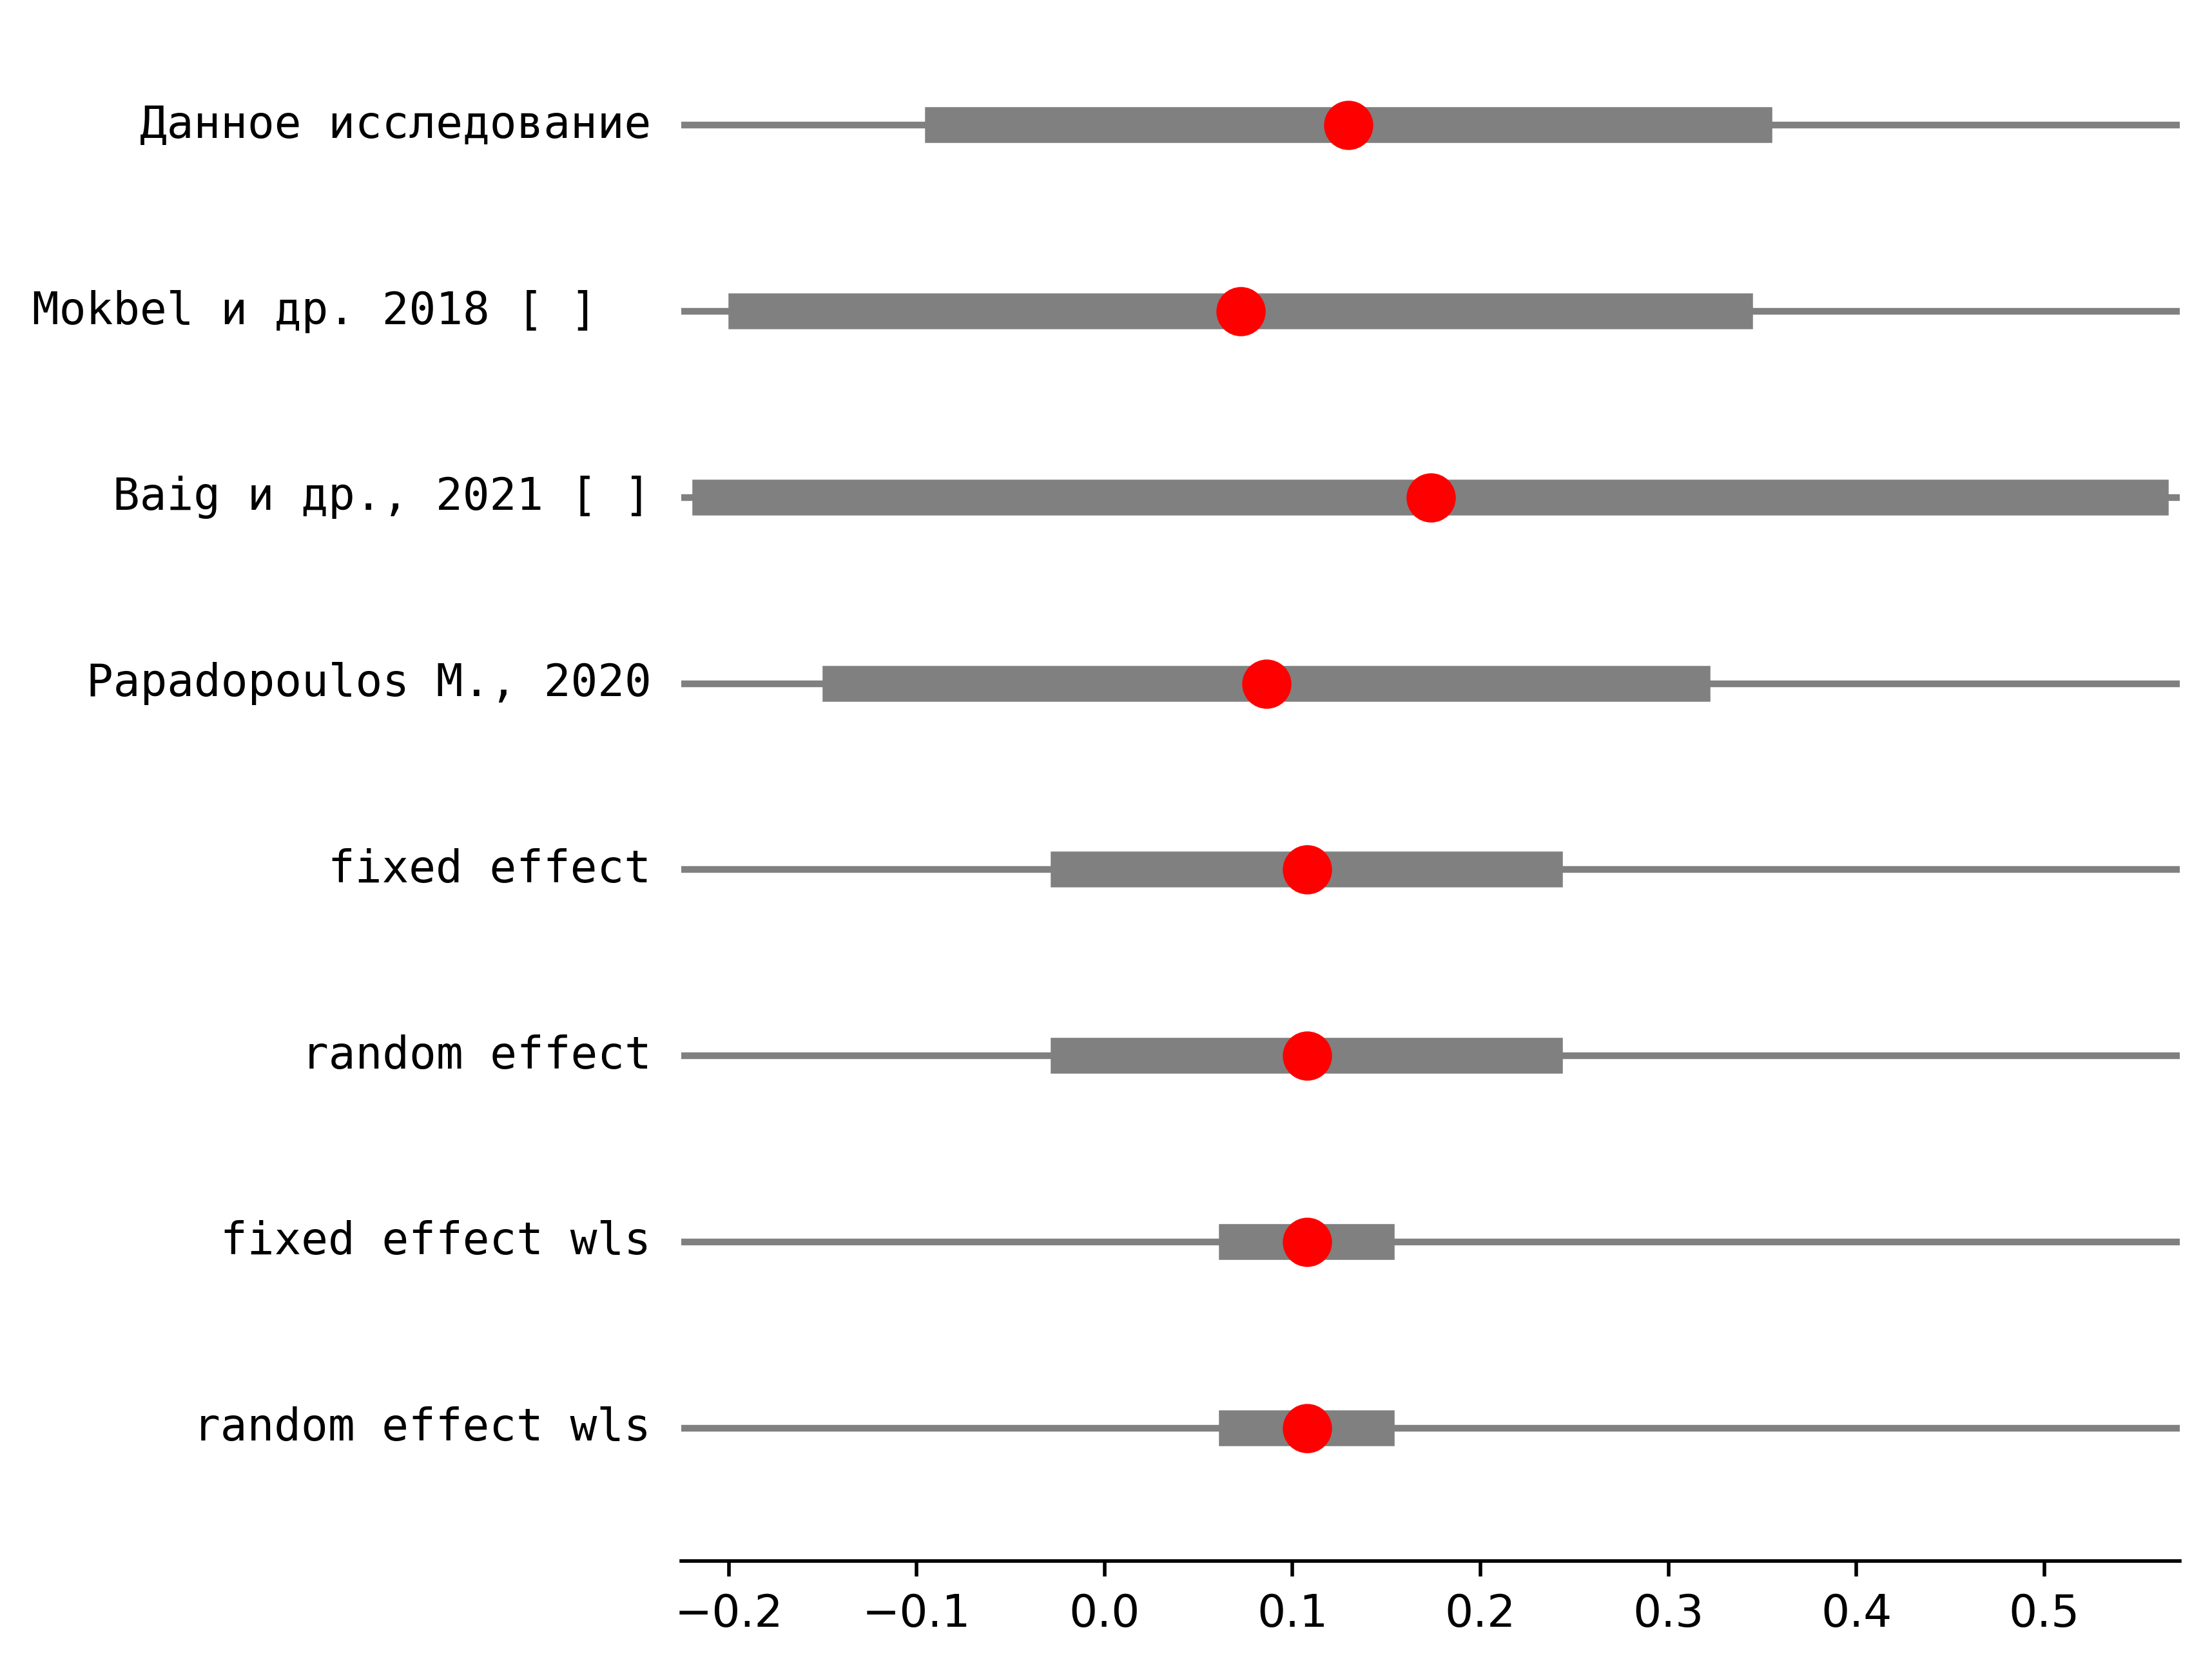 Данное исследование
Mokbel и др. 2018 [ ]
Baig и др., 2021 [ ]
Papadopoulos M., 2020
fixed effect
random effect
fixed effect wls
random effect wls
−0.2 −0.1 0.0 0.1 0.2 0.3 0.4 0.5